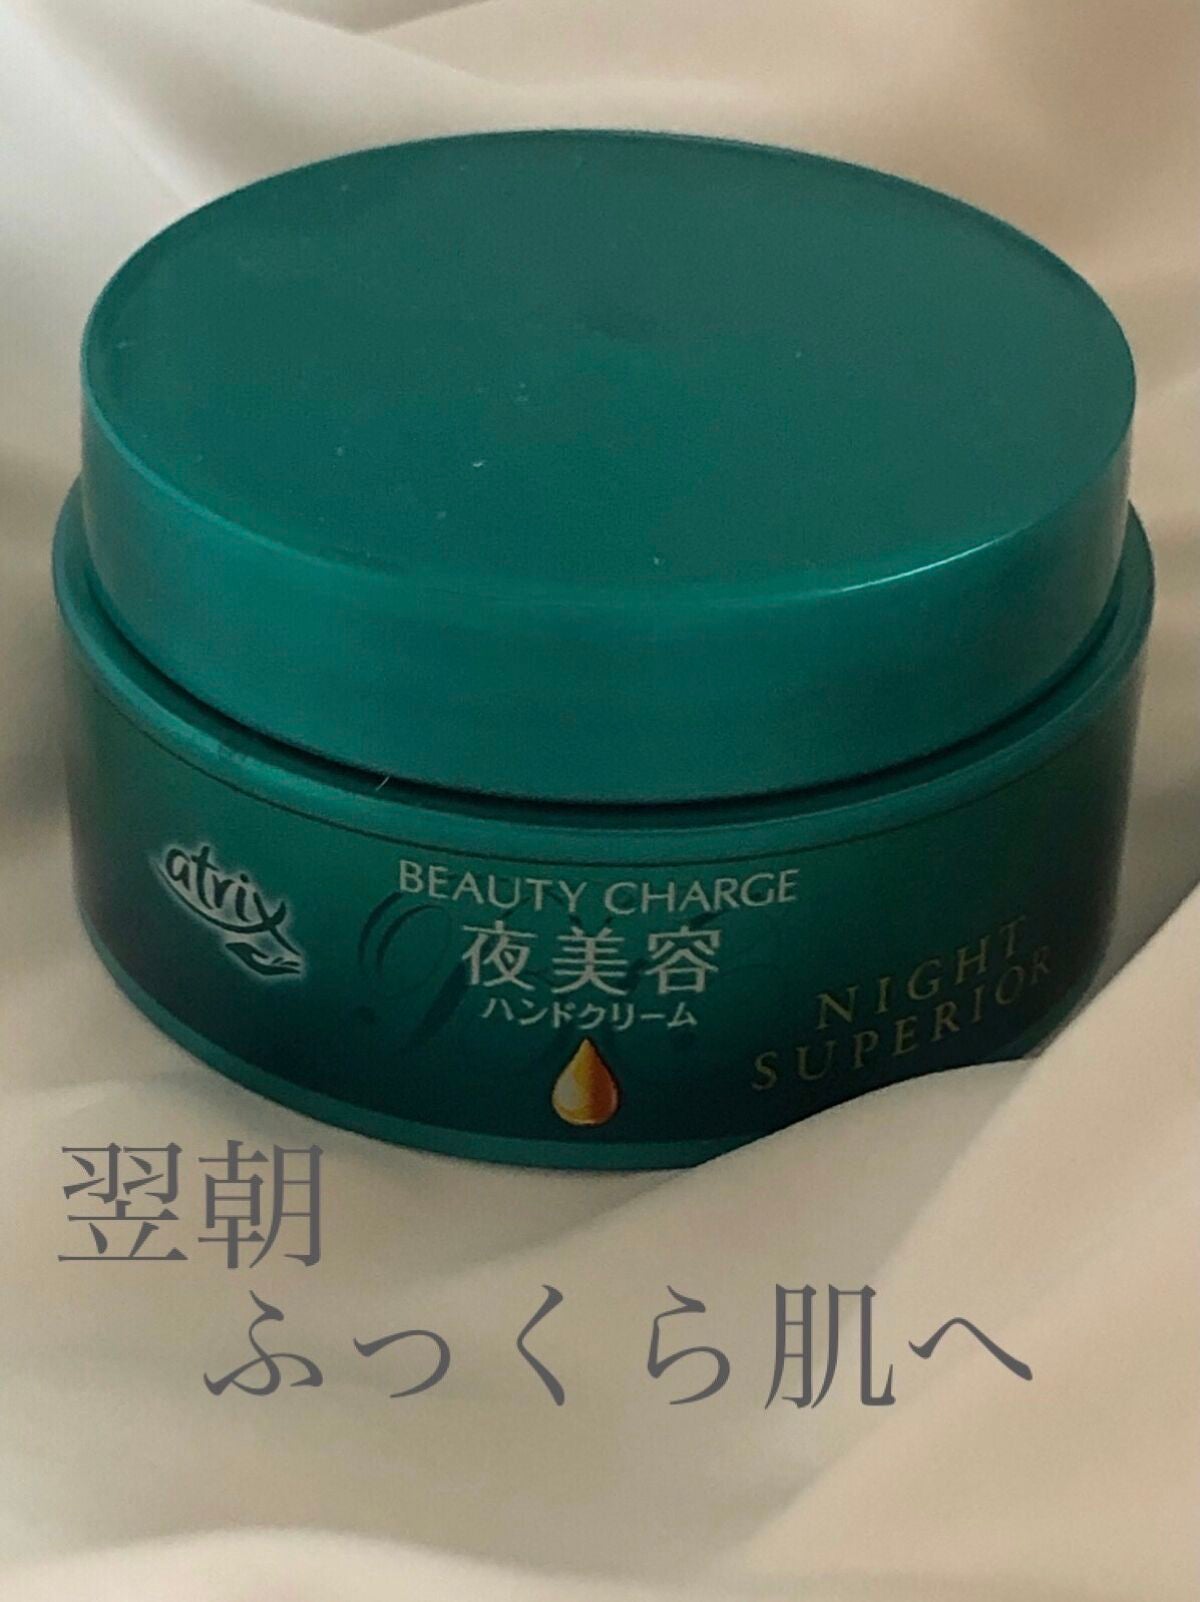 atrix
BEAUTY CHARGE
夜美容
ハンドクリーム
NIGHT
SUPERIOR
翌朝
ふっくら肌へ